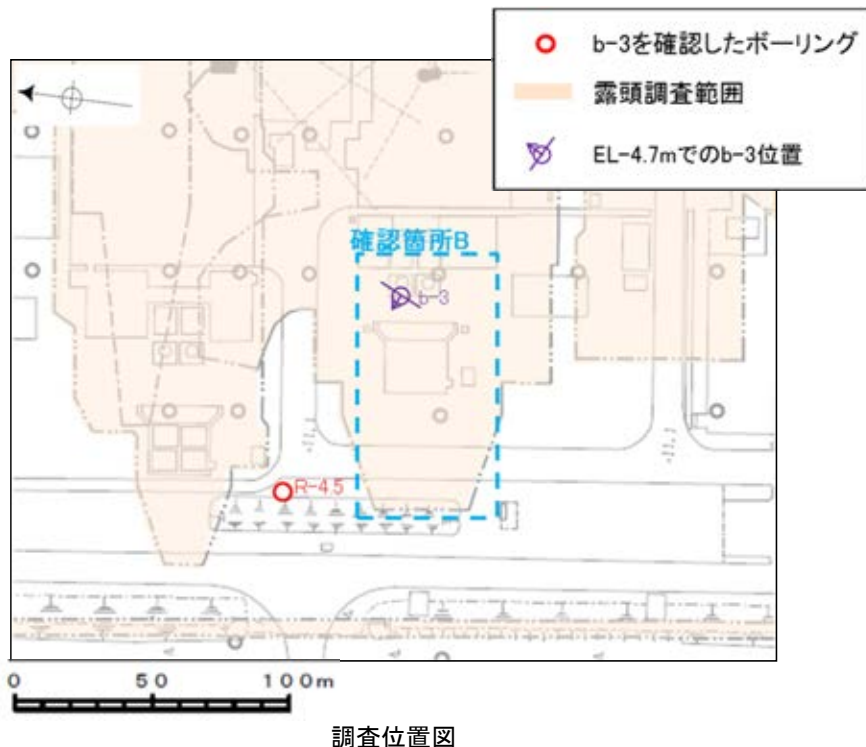 b-3を確認したボーリング
露頭調査範囲
EL-4.7mでのb-3位置
確認箇所B
b-3
R-4.5
0 50 100m
調査位置図